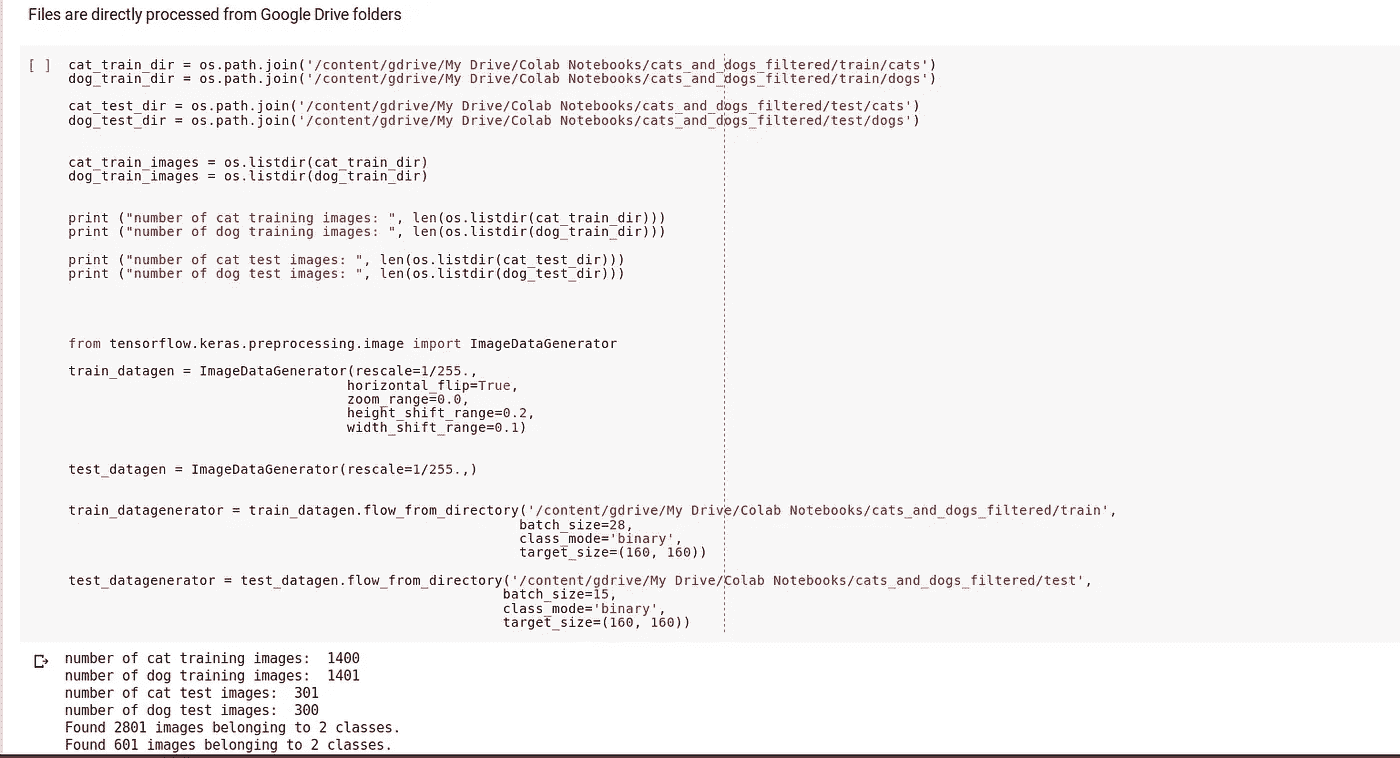 Files are directly processed from Google Drive folders
[ ] cat_train_dir = os.path.join('/content/gdrive/My Drive/Colab Notebooks/cats_and_dogs_filtered/train/cats')
dog_train_dir = os.path.join('/content/gdrive/My Drive/Colab Notebooks/cats_and_dogs_filtered/train/dogs')
cat_test_dir = os.path.join('/content/gdrive/My Drive/Colab Notebooks/cats_and_dogs_filtered/test/cats')
dog_test_dir = os.path.join('/content/gdrive/My Drive/Colab Notebooks/cats_and_dogs_filtered/test/dogs')
cat_train_images = os.listdir(cat_train_dir)
dog_train_images = os.listdir(dog_train_dir)
print ("number of cat training images: ", len(os.listdir(cat_train_dir)))
print ("number of dog training images: ", len(os.listdir(dog_train_dir)))
print ("number of cat test images: ", len(os.listdir(cat_test_dir)))
print ("number of dog test images: ", len(os.listdir(dog_test_dir)))
from tensorflow.keras.preprocessing.image import ImageDataGenerator
train_datagen = ImageDataGenerator(rescale=1/255.,
horizontal_flip=True,
zoom_range=0.0,
height_shift_range=0.2,
width_shift_range=0.1)
test_datagen = ImageDataGenerator(rescale=1/255.,)
train_datagenerator = train_datagen.flow_from_directory('/content/gdrive/My Drive/Colab Notebooks/cats_and_dogs_filtered/train',
batch_size=28,
class_mode='binary',
target_size=(160, 160))
test_datagenerator = test_datagen.flow_from_directory('/content/gdrive/My Drive/Colab Notebooks/cats_and_dogs_filtered/test',
batch_size=15,
class_mode='binary',
target_size=(160, 160))
number of cat training images:  1400
number of dog training images:  1401
number of cat test images:  301
number of dog test images:  300
Found 2801 images belonging to 2 classes.
Found 601 images belonging to 2 classes.